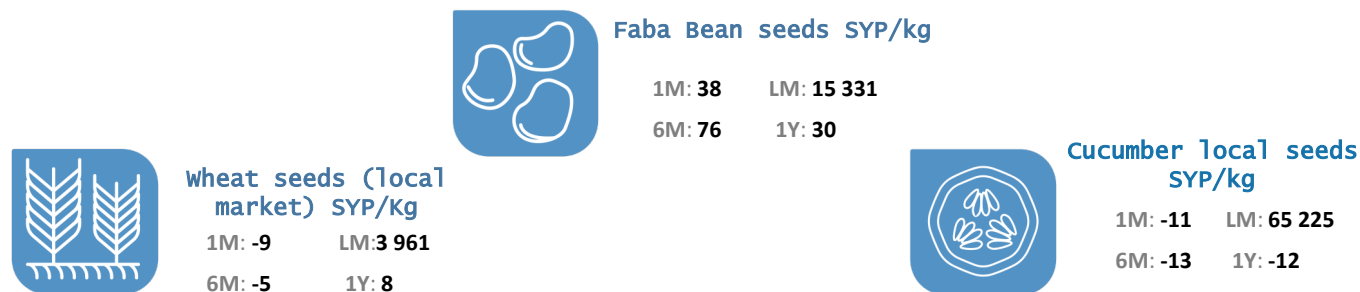 Faba Bean seeds SYP/kg
1M: 38 LM: 15 331
6M: 76 1Y: 30
Wheat seeds (local
market) SYP/Kg
1M: -9 LM:3 961
6M: -5 1Y: 8
Cucumber local seeds
SYP/kg
1M: -11 LM: 65 225
6M: -13 1Y: -12